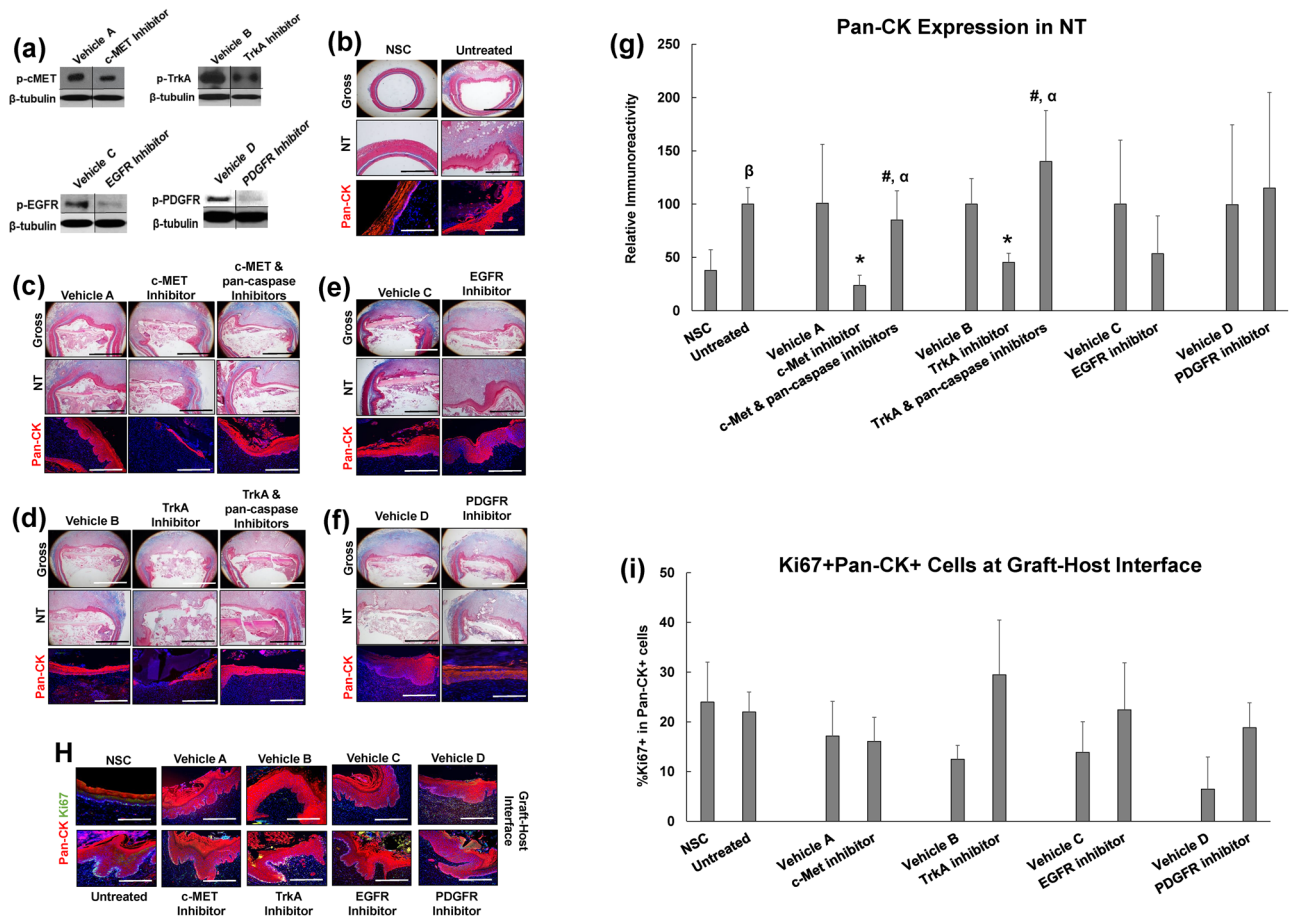 (a)
Vehicle A
c-MET Inhibitor
p-cMET
β-tubulin
Vehicle B
TrkA Inhibitor
p-TrkA
β-tubulin
Vehicle C
EGFR Inhibitor
p-EGFR
β-tubulin
Vehicle D
PDGFR Inhibitor
p-PDGFR
β-tubulin
(b)
NSC
Untreated
Gross
NT
Pan-CK
(c)
Vehicle A
c-MET
Inhibitor
c-MET &
pan-caspase
Inhibitors
Gross
NT
Pan-CK
(e)
Vehicle C
EGFR
Inhibitor
Gross
NT
Pan-CK
(d)
Vehicle B
TrkA
Inhibitor
TrkA &
pan-caspase
Inhibitors
Gross
NT
Pan-CK
(f)
Vehicle D
PDGFR
Inhibitor
Gross
NT
Pan-CK
H
NSC
Vehicle A
Vehicle B
Vehicle C
Vehicle D
Pan-CK Ki67
Graft-Host
Interface
Untreated
c-MET
Inhibitor
TrkA
Inhibitor
EGFR
Inhibitor
PDGFR
Inhibitor
(g)
Pan-CK Expression in NT
Relative Immunoreactivity
250
200
150
100
50
0
β
*
#, α
*
#, α
NSC
Untreated
Vehicle A
c-Met inhibitor
c-Met & pan-caspase inhibitors
Vehicle B
TrkA inhibitor
TrkA & pan-caspase inhibitors
Vehicle C
EGFR inhibitor
Vehicle D
PDGFR inhibitor
(i)
Ki67+Pan-CK+ Cells at Graft-Host Interface
%Ki67+ in Pan-CK+ cells
50
40
30
20
10
0
NSC
Untreated
Vehicle A
c-Met inhibitor
Vehicle B
TrkA inhibitor
Vehicle C
EGFR inhibitor
Vehicle D
PDGFR inhibitor